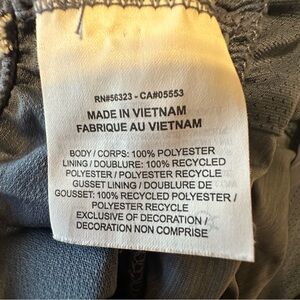 RN#56323 - CA#05553
MADE IN VIETNAM
FABRIQUE AU VIETNAM
BODY / CORPS: 100% POLYESTER
LINING / DOUBLURE: 100% RECYCLED
POLYESTER / POLYESTER RECYCLE
GUSSET LINING / DOUBLURE DE
GOUSSET: 100% RECYCLED POLYESTER /
POLYESTER RECYCLE
EXCLUSIVE OF DECORATION /
DECORATION NON COMPRISE